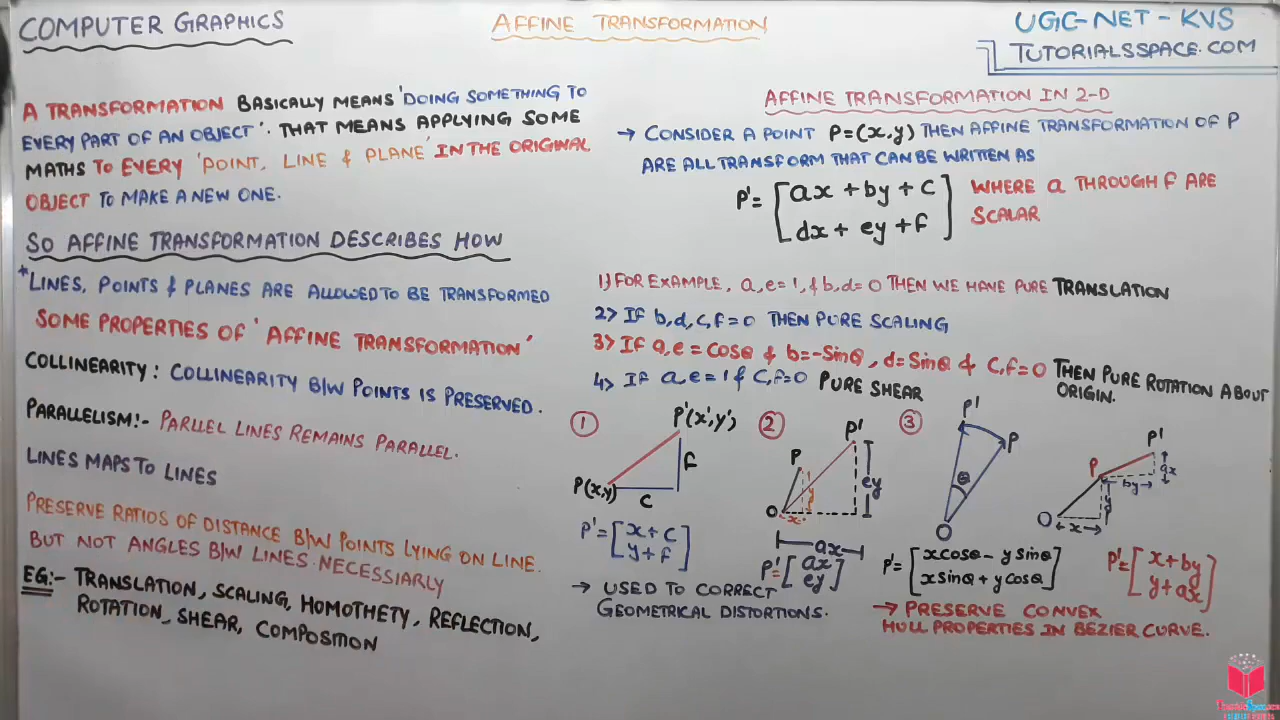 COMPUTER GRAPHICS
AFFINE TRANSFORMATION
UGC-NET-KVS
TUTORIALSSPACE.COM
A TRANSFORMATION BASICALLY MEANS 'DOING SOMETHING TO
EVERY PART OF AN OBJECT'. THAT MEANS APPLYING SOME
MATHS TO EVERY 'POINT, LINE & PLANE' IN THE ORIGINAL
OBJECT TO MAKE A NEW ONE.
SO AFFINE TRANSFORMATION DESCRIBES HOW
*LINES, POINTS & PLANES ARE ALLOWED TO BE TRANSFORMED
SOME PROPERTIES OF 'AFFINE TRANSFORMATION'
COLLINEARITY: COLLINEARITY B/W POINTS IS PRESERVED.
PARALLELISM:- PARLLEL LINES REMAINS PARALLEL.
LINES MAPS TO LINES
PRESERVE RATIOS OF DISTANCE B/W POINTS LYING ON LINE.
BUT NOT ANGLES B/W LINES NECESSIARLY
EG:- TRANSLATION, SCALING, HOMOTHETY, REFLECTION,
ROTATION, SHEAR, COMPOSITION
AFFINE TRANSFORMATION IN 2-D
→ CONSIDER A POINT P=(x,y) THEN AFFINE TRANSFORMATION OF P
ARE ALL TRANSFORM THAT CAN BE WRITTEN AS
P'= [ax + by + c
dx + ey + f]
WHERE a THROUGH f ARE
SCALAR
1) FOR EXAMPLE, a,e=1, & b,d=0 THEN WE HAVE PURE TRANSLATION
2> IF b,d,c,f=0 THEN PURE SCALING
3> IF a,e = COSθ & b=-Sinθ, d=Sinθ & C,f=0 THEN PURE ROTATION ABOUT
ORIGIN.
4> IF a,e=1 & C,f=0 PURE SHEAR
1
P'(x',y')
P(x,y)
F
C
P'= [x+c
y+f]
2
P'
P
O
x
y
ey
ax
P'= [ax
ey]
3
P'
P
θ
O
P'= [xcosθ - y sinθ
xsinθ + y cosθ]
P'
P
ax
by
y
O
x
P'= [x+by
y+ax]
→ USED TO CORRECT
GEOMETRICAL DISTORTIONS.
→ PRESERVE CONVEX
HULL PROPERTIES IN BEZIER CURVE.